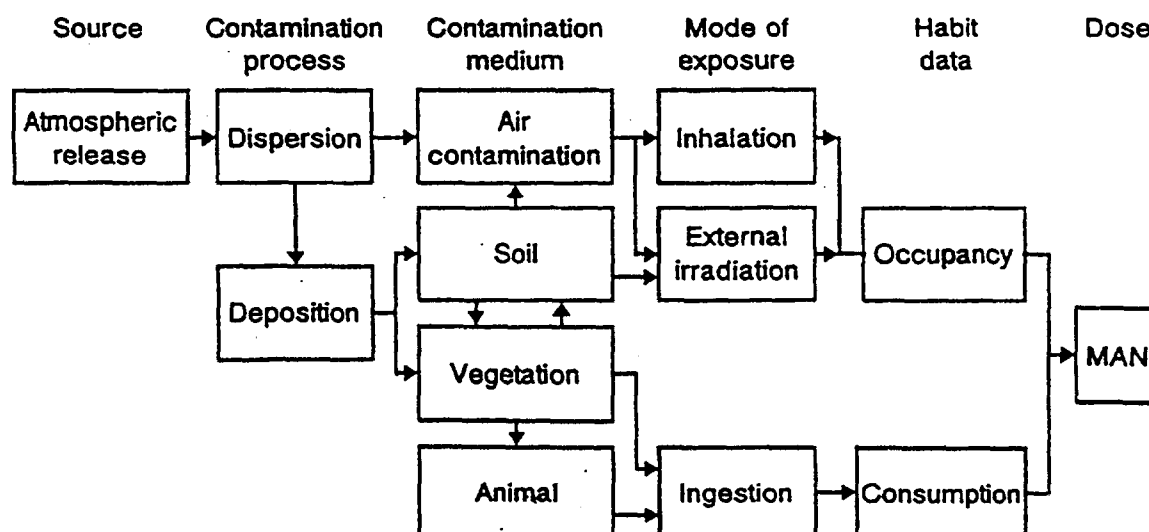 Source
Contamination
process
Contamination
medium
Mode of
exposure
Habit
data
Dose
Atmospheric
release
Dispersion
Air
contamination
Inhalation
Soil
External
irradiation
Occupancy
Deposition
Vegetation
MAN
Animal
Ingestion
Consumption